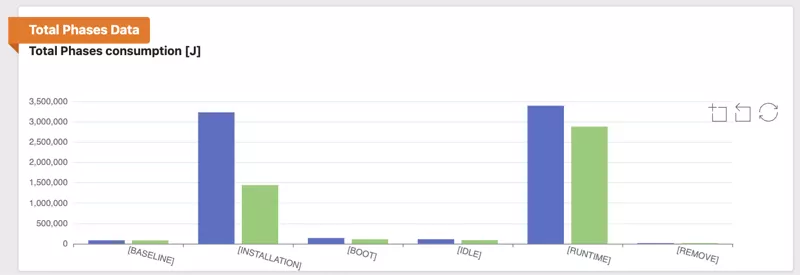 Total Phases Data
Total Phases consumption [J]
3,500,000
3,000,000
2,500,000
2,000,000
1,500,000
1,000,000
500,000
0
[BASELINE]
[INSTALLATION]
[BOOT]
[IDLE]
[RUNTIME]
[REMOVE]